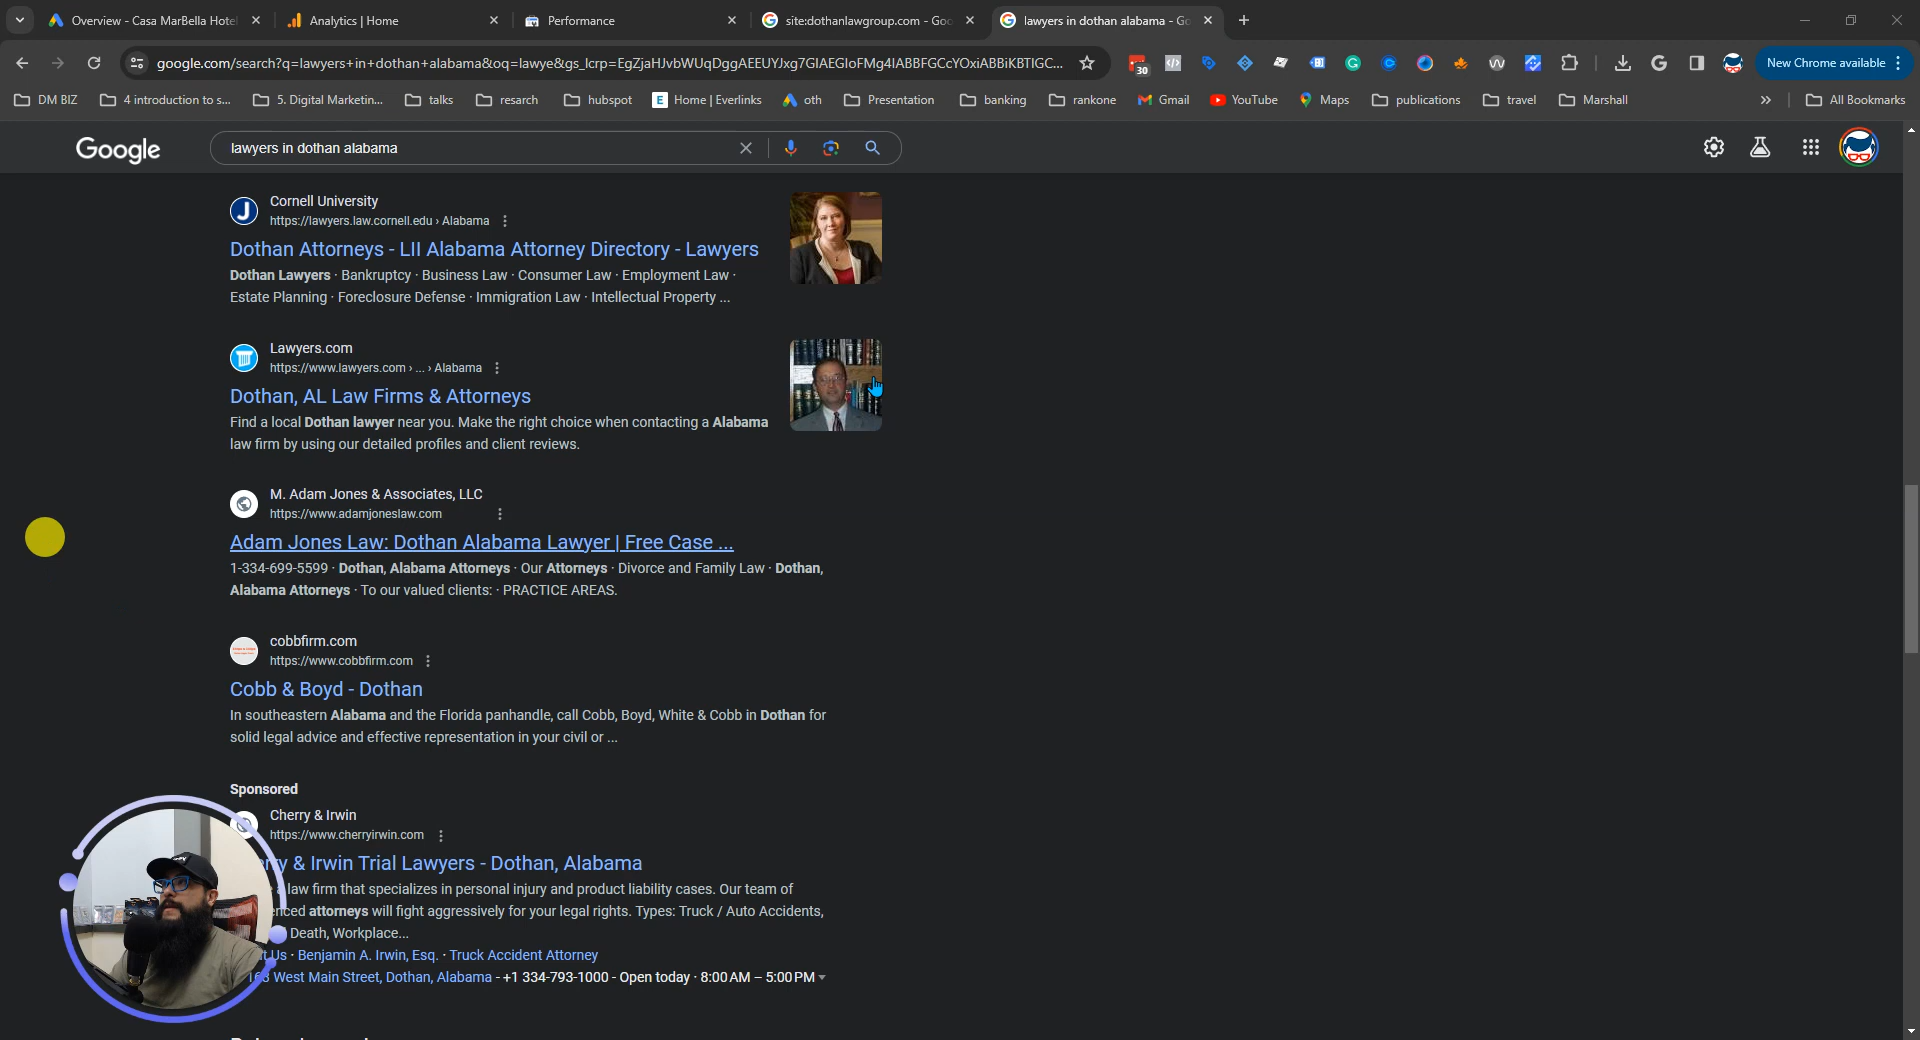 Overview - Casa MarBella Hotel
Analytics | Home
Performance
site:dothanlawgroup.com - Goo
lawyers in dothan alabama - Go
google.com/search?q=lawyers+in+dothan+alabama&oq=lawye&gs_lcrp=EgZjaHJvbWUqDggAEEUYJxg7GIAEGIoFMg4IABBFGCcYOxiABBiKBTIGC...
30
New Chrome available
DM BIZ
4 introduction to s...
5. Digital Marketin...
talks
resarch
hubspot
Home | Everlinks
oth
Presentation
banking
rankone
Gmail
YouTube
Maps
publications
travel
Marshall
»
All Bookmarks
Google
lawyers in dothan alabama
Cornell University
https://lawyers.law.cornell.edu › Alabama
Dothan Attorneys - LII Alabama Attorney Directory - Lawyers
Dothan Lawyers · Bankruptcy · Business Law · Consumer Law · Employment Law ·
Estate Planning · Foreclosure Defense · Immigration Law · Intellectual Property ...
Lawyers.com
https://www.lawyers.com › ... › Alabama
Dothan, AL Law Firms & Attorneys
Find a local Dothan lawyer near you. Make the right choice when contacting a Alabama
law firm by using our detailed profiles and client reviews.
M. Adam Jones & Associates, LLC
https://www.adamjoneslaw.com
Adam Jones Law: Dothan Alabama Lawyer | Free Case ...
1-334-699-5599 · Dothan, Alabama Attorneys · Our Attorneys · Divorce and Family Law · Dothan,
Alabama Attorneys · To our valued clients: · PRACTICE AREAS.
cobbfirm.com
https://www.cobbfirm.com
Cobb & Boyd - Dothan
In southeastern Alabama and the Florida panhandle, call Cobb, Boyd, White & Cobb in Dothan for
solid legal advice and effective representation in your civil or ...
Sponsored
Cherry & Irwin
https://www.cherryirwin.com
& Irwin Trial Lawyers - Dothan, Alabama
a law firm that specializes in personal injury and product liability cases. Our team of
attorneys will fight aggressively for your legal rights. Types: Truck / Auto Accidents,
Death, Workplace...
Us · Benjamin A. Irwin, Esq. · Truck Accident Attorney
West Main Street, Dothan, Alabama - +1 334-793-1000 - Open today · 8:00 AM – 5:00 PM